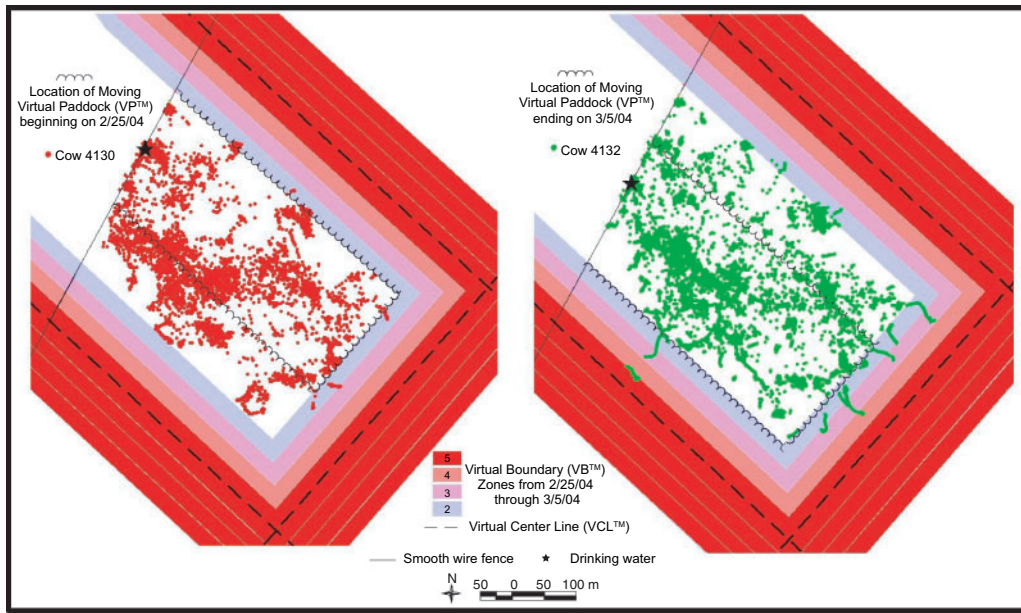 Location of Moving
Virtual Paddock (VP™)
beginning on 2/25/04
Cow 4130
Location of Moving
Virtual Paddock (VP™)
ending on 3/5/04
Cow 4132
5
4
3
2
Virtual Boundary (VB™)
Zones from 2/25/04
through 3/5/04
Virtual Center Line (VCL™)
Smooth wire fence
Drinking water
N
50 0 50 100 m